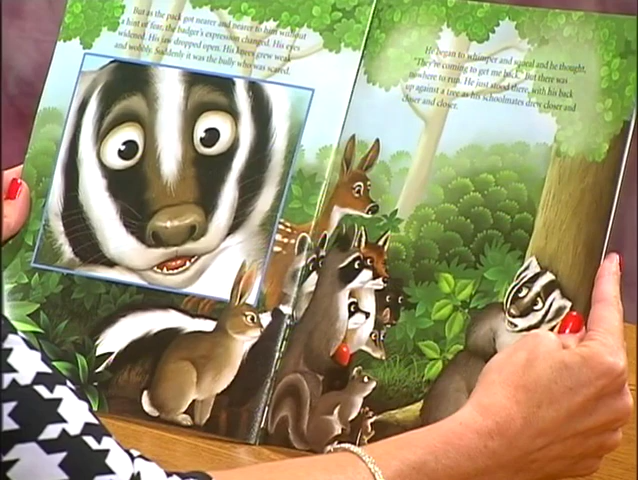 But as the pack got nearer and nearer to him without
a hint of fear, the badger's expression changed. His eyes
widened. His jaw dropped open. His knees grew weak
and wobbly. Suddenly it was the bully who was scared.
He began to whimper and squeal and he thought,
"They're coming to get me back." But there was
nowhere to run. He just stood there, with his back
up against a tree as his schoolmates drew closer and
closer and closer.